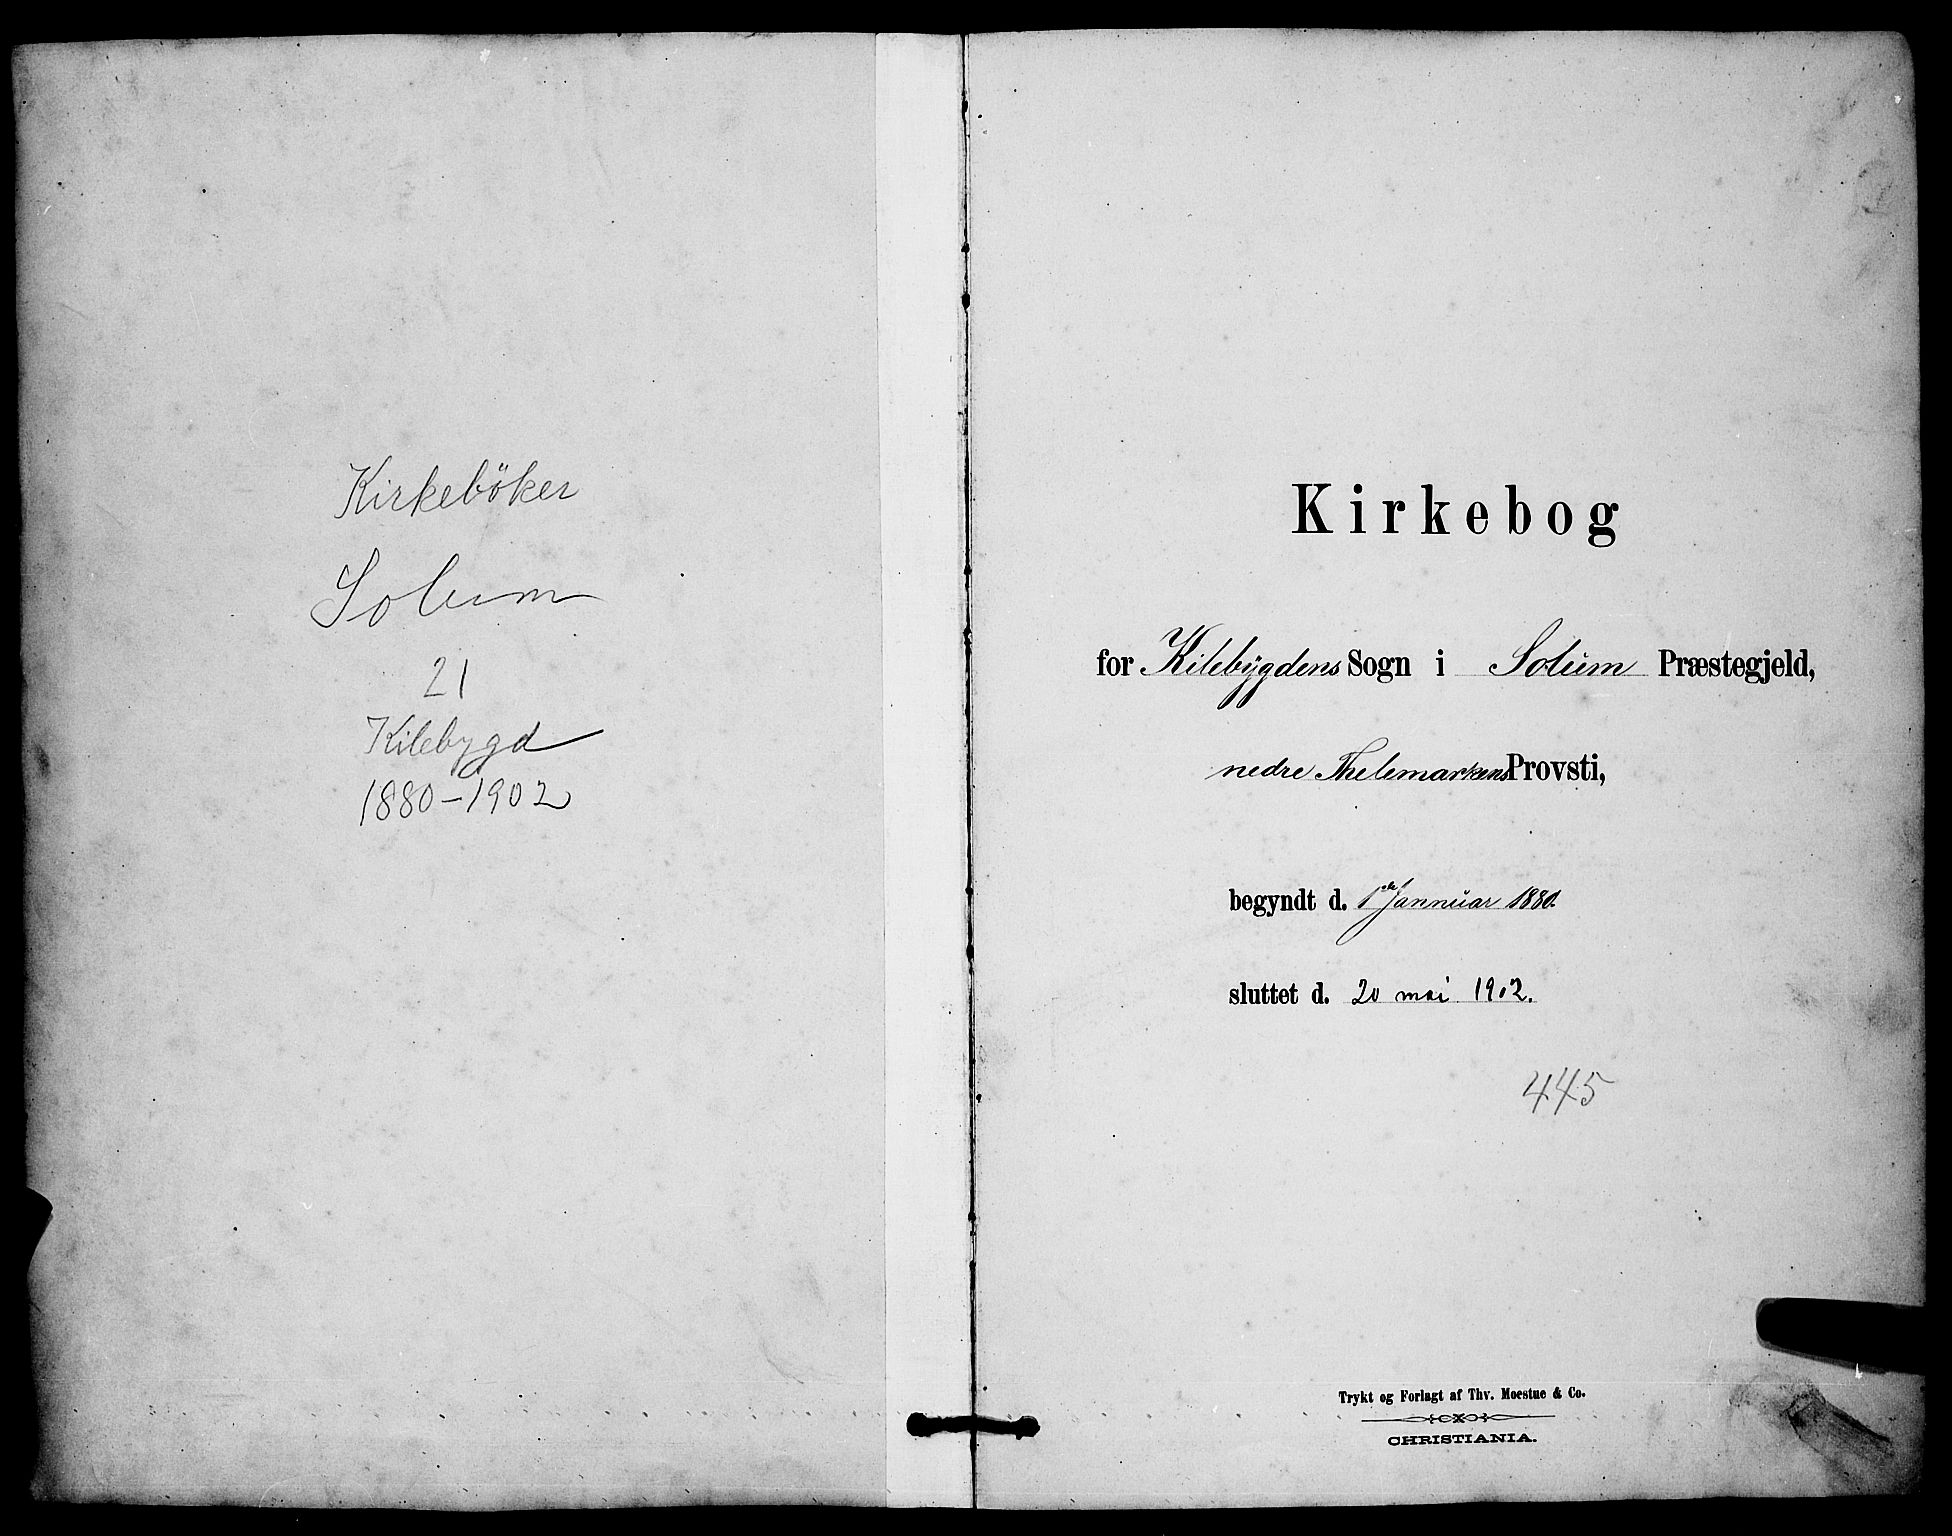 Kirkeböker
Solum
21
Kilebygd
1880-1902
Kirkebog
for Kilebygdens Sogn i Solum Præstegjeld,
nedre Thelemarkens Provsti,
begyndt d. 1ste Jannuar 1880.
sluttet d. 20 mai 1902.
445
Trykt og Forlagt af Thv. Moestue & Co.
CHRISTIANIA.